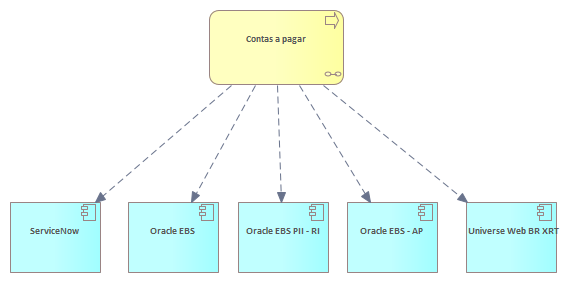 Contas a pagar
ServiceNow
Oracle EBS
Oracle EBS PII - RI
Oracle EBS - AP
Universe Web BR XRT